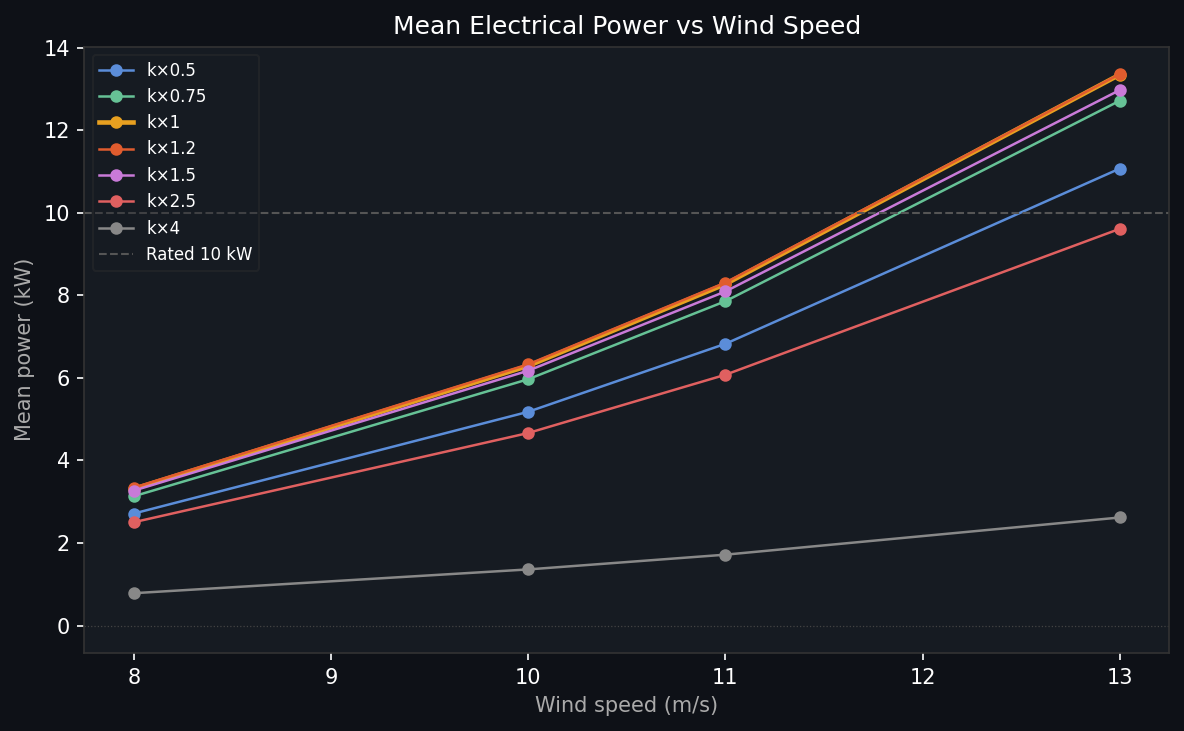 Mean Electrical Power vs Wind Speed
14
12
10
8
6
4
2
0
Mean power (kW)
k×0.5
k×0.75
k×1
k×1.2
k×1.5
k×2.5
k×4
Rated 10 kW
8 9 10 11 12 13
Wind speed (m/s)